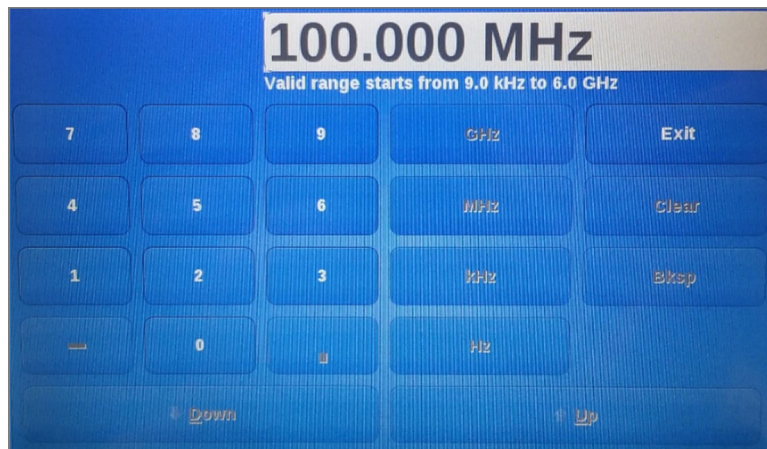 100.000 MHz
Valid range starts from 9.0 kHz to 6.0 GHz
7 8 9 GHz Exit
4 5 6 MHz Clear
1 2 3 kHz Bksp
— 0 . Hz
Down Up